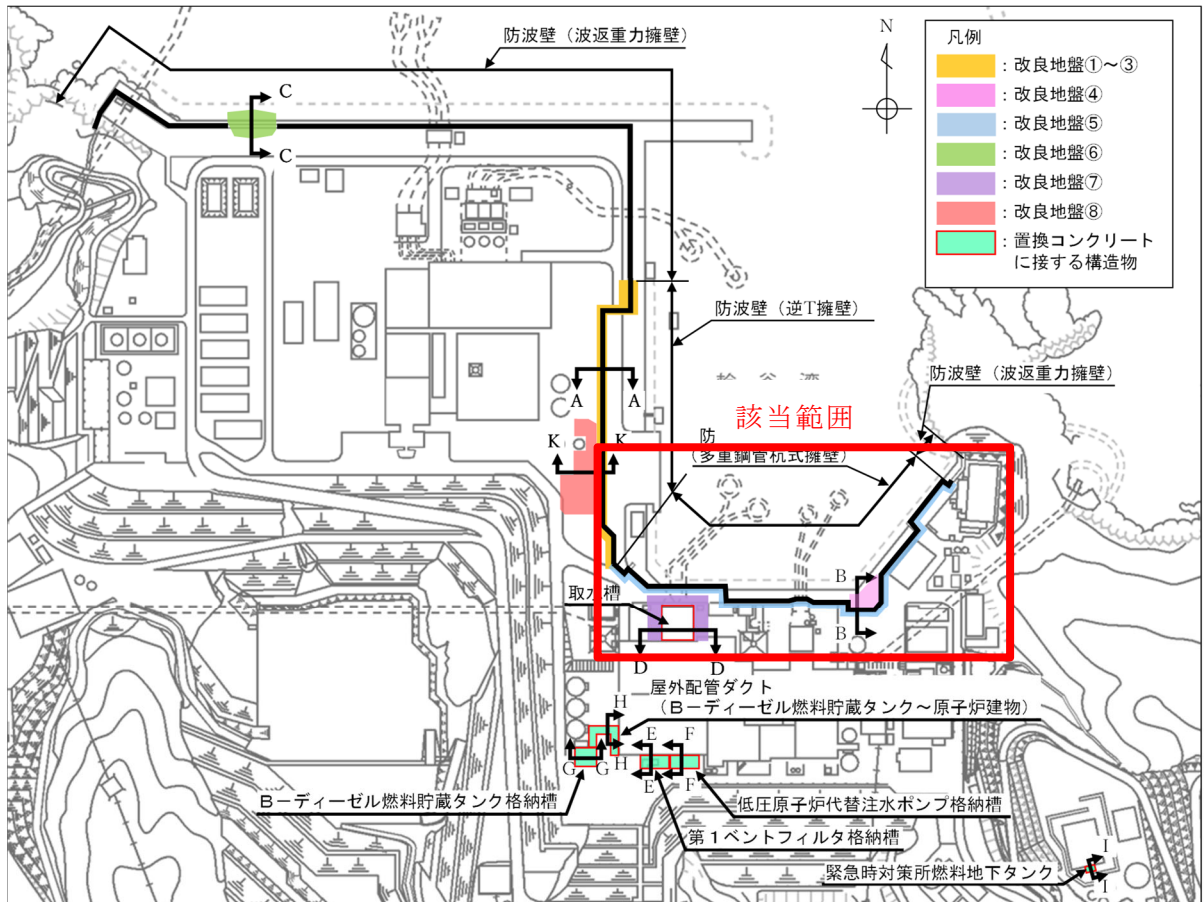 防波壁（波返重力擁壁）
N
凡例
：改良地盤①～③
：改良地盤④
：改良地盤⑤
：改良地盤⑥
：改良地盤⑦
：改良地盤⑧
：置換コンクリート
に接する構造物
C
C
防波壁（逆T擁壁）
防波壁（波返重力擁壁）
A
A
該当範囲
K
K
防
（多重鋼管杭式擁壁）
B
B
取水槽
D
D
屋外配管ダクト
（B－ディーゼル燃料貯蔵タンク～原子炉建物）
H
H
E
F
G
G
E
F
B－ディーゼル燃料貯蔵タンク格納槽
低圧原子炉代替注水ポンプ格納槽
第１ベントフィルタ格納槽
緊急時対策所燃料地下タンク
I
I